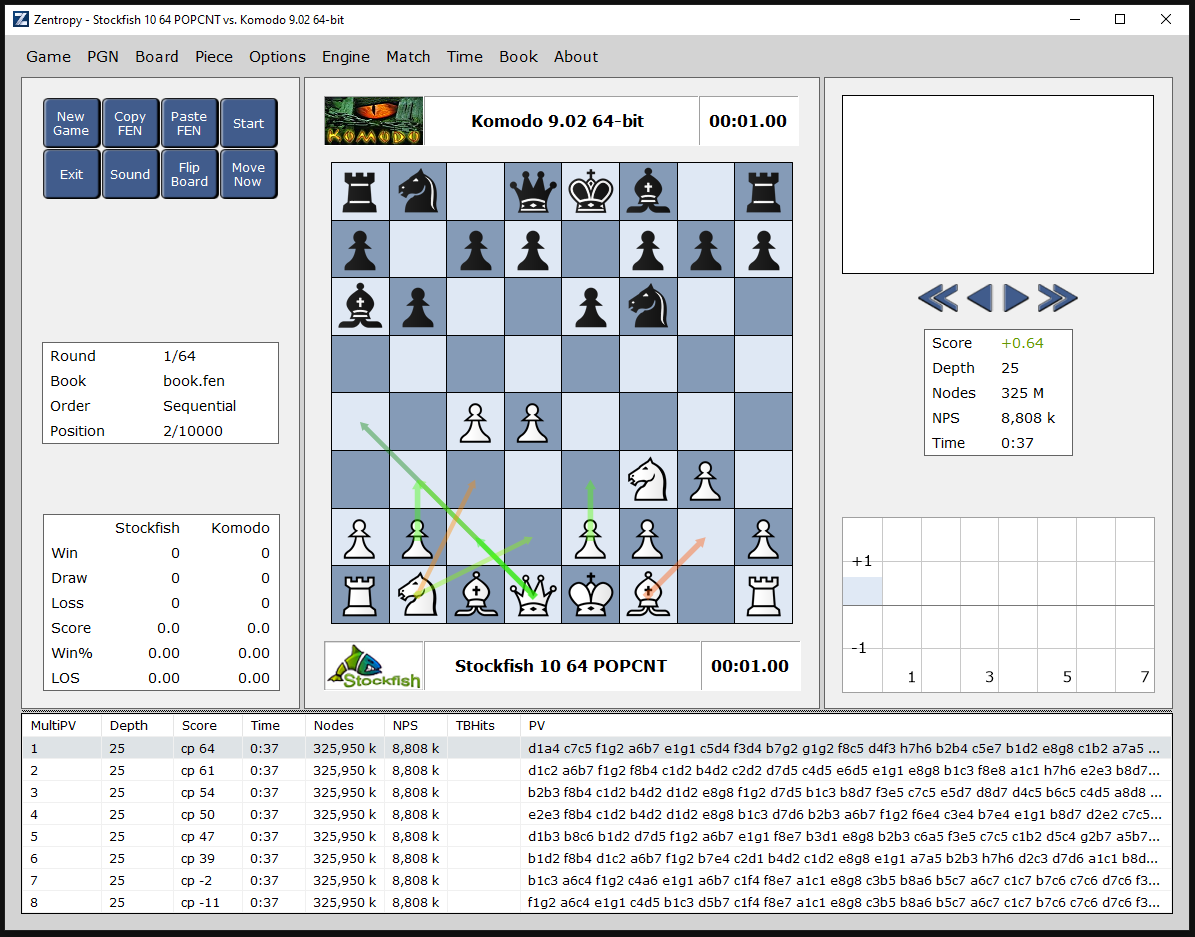 Zentropy - Stockfish 10 64 POPCNT vs. Komodo 9.02 64-bit
Game PGN Board Piece Options Engine Match Time Book About
New Game
Copy FEN
Paste FEN
Start
Exit
Sound
Flip Board
Move Now
Round 1/64
Book book.fen
Order Sequential
Position 2/10000
Stockfish Komodo
Win 0 0
Draw 0 0
Loss 0 0
Score 0.0 0.0
Win% 0.00 0.00
LOS 0.00 0.00
KOMODO
Komodo 9.02 64-bit 00:01.00
Stockfish
Stockfish 10 64 POPCNT 00:01.00
Score +0.64
Depth 25
Nodes 325 M
NPS 8,808 k
Time 0:37
+1
-1
1 3 5 7
MultiPV Depth Score Time Nodes NPS TBHits PV
1 25 cp 64 0:37 325,950 k 8,808 k d1a4 c7c5 f1g2 a6b7 e1g1 c5d4 f3d4 b7g2 g1g2 f8c5 d4f3 h7h6 b2b4 c5e7 b1d2 e8g8 c1b2 a7a5 ...
2 25 cp 61 0:37 325,950 k 8,808 k d1c2 a6b7 f1g2 f8b4 c1d2 b4d2 c2d2 d7d5 c4d5 e6d5 e1g1 e8g8 b1c3 f8e8 a1c1 h7h6 e2e3 b8d7...
3 25 cp 54 0:37 325,950 k 8,808 k b2b3 f8b4 c1d2 b4d2 d1d2 e8g8 f1g2 d7d5 b1c3 b8d7 f3e5 c7c5 e5d7 d8d7 d4c5 b6c5 c4d5 a8d8 ...
4 25 cp 50 0:37 325,950 k 8,808 k e2e3 f8b4 c1d2 b4d2 d1d2 e8g8 b1c3 d7d6 b2b3 a6b7 f1g2 f6e4 c3e4 b7e4 e1g1 b8d7 d2e2 c7c5...
5 25 cp 47 0:37 325,950 k 8,808 k d1b3 b8c6 b1d2 d7d5 f1g2 a6b7 e1g1 f8e7 b3d1 e8g8 b2b3 c6a5 f3e5 c7c5 c1b2 d5c4 g2b7 a5b7...
6 25 cp 39 0:37 325,950 k 8,808 k b1d2 f8b4 d1c2 a6b7 f1g2 b7e4 c2d1 b4d2 c1d2 e8g8 e1g1 a7a5 b2b3 h7h6 d2c3 d7d6 a1c1 b8d...
7 25 cp -2 0:37 325,950 k 8,808 k b1c3 a6c4 f1g2 c4a6 e1g1 a6b7 c1f4 f8e7 a1c1 e8g8 c3b5 b8a6 b5c7 a6c7 c1c7 b7c6 c7c6 d7c6 f3...
8 25 cp -11 0:37 325,950 k 8,808 k f1g2 a6c4 e1g1 c4d5 b1c3 d5b7 c1f4 f8e7 a1c1 e8g8 c3b5 b8a6 b5c7 a6c7 c1c7 b7c6 c7c6 d7c6 f3...